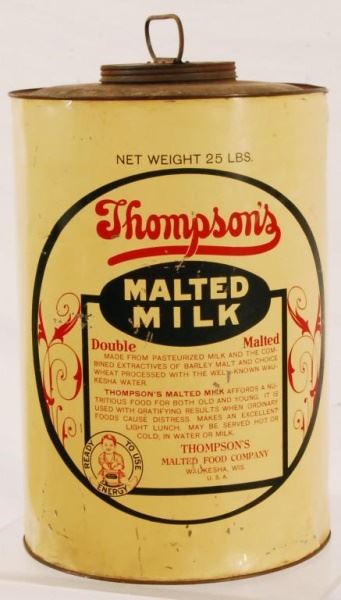 NET WEIGHT 25 LBS.
Thompson's
MALTED
MILK
Double Malted
MADE FROM PASTEURIZED MILK AND THE COM-
BINED EXTRACTIVES OF BARLEY MALT AND CHOICE
WHEAT PROCESSED WITH THE WELL KNOWN WAU-
KESHA WATER.
THOMPSON'S MALTED MILK AFFORDS A NU-
TRITIOUS FOOD FOR BOTH OLD AND YOUNG. IT IS
USED WITH GRATIFYING RESULTS WHEN ORDINARY
FOODS CAUSE DISTRESS. MAKES AN EXCELLENT
LIGHT LUNCH. MAY BE SERVED HOT OR
COLD, IN WATER OR MILK.
THOMPSON'S
MALTED FOOD COMPANY
WAUKESHA, WIS.
U.S.A.
READY TO USE
ENERGY